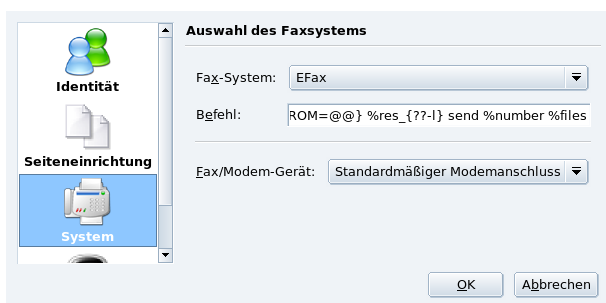 Identität
Seiteneinrichtung
System
Auswahl des Faxsystems
Fax-System: EFax
Befehl: ROM=@@} %res_{??-l} send %number %files
Fax/Modem-Gerät: Standardmäßiger Modemanschluss
OK Abbrechen